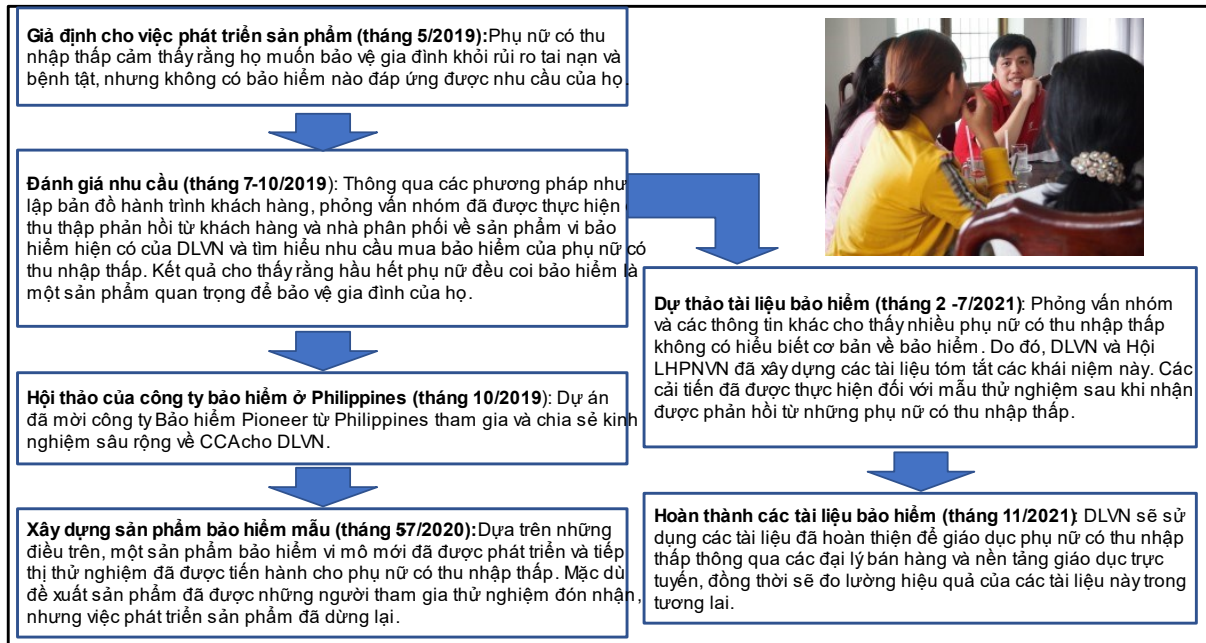 Giả định cho việc phát triển sản phẩm (tháng 5/2019):Phụ nữ có thu
nhập thấp cảm thấy rằng họ muốn bảo vệ gia đình khỏi rủi ro tai nạn và
bệnh tật, nhưng không có bảo hiểm nào đáp ứng được nhu cầu của họ.
Đánh giá nhu cầu (tháng 7-10/2019): Thông qua các phương pháp như
lập bản đồ hành trình khách hàng, phỏng vấn nhóm đã được thực hiện
thu thập phản hồi từ khách hàng và nhà phân phối về sản phẩm vi bảo
hiểm hiện có của DLVN và tìm hiểu nhu cầu mua bảo hiểm của phụ nữ có
thu nhập thấp. Kết quả cho thấy rằng hầu hết phụ nữ đều coi bảo hiểm là
một sản phẩm quan trọng để bảo vệ gia đình của họ.
Hội thảo của công ty bảo hiểm ở Philippines (tháng 10/2019): Dự án
đã mời công ty Bảo hiểm Pioneer từ Philippines tham gia và chia sẻ kinh
nghiệm sâu rộng về CCAcho DLVN.
Xây dựng sản phẩm bảo hiểm mẫu (tháng 57/2020):Dựa trên những
điều trên, một sản phẩm bảo hiểm vi mô mới đã được phát triển và tiếp
thị thử nghiệm đã được tiến hành cho phụ nữ có thu nhập thấp. Mặc dù
đề xuất sản phẩm đã được những người tham gia thử nghiệm đón nhận,
nhưng việc phát triển sản phẩm đã dừng lại.
Dự thảo tài liệu bảo hiểm (tháng 2 -7/2021): Phỏng vấn nhóm
và các thông tin khác cho thấy nhiều phụ nữ có thu nhập thấp
không có hiểu biết cơ bản về bảo hiểm. Do đó, DLVN và Hội
LHPNVN đã xây dựng các tài liệu tóm tắt các khái niệm này. Các
cải tiến đã được thực hiện đối với mẫu thử nghiệm sau khi nhận
được phản hồi từ những phụ nữ có thu nhập thấp.
Hoàn thành các tài liệu bảo hiểm (tháng 11/2021): DLVN sẽ sử
dụng các tài liệu đã hoàn thiện để giáo dục phụ nữ có thu nhập
thấp thông qua các đại lý bán hàng và nền tảng giáo dục trực
tuyến, đồng thời sẽ đo lường hiệu quả của các tài liệu này trong
tương lai.